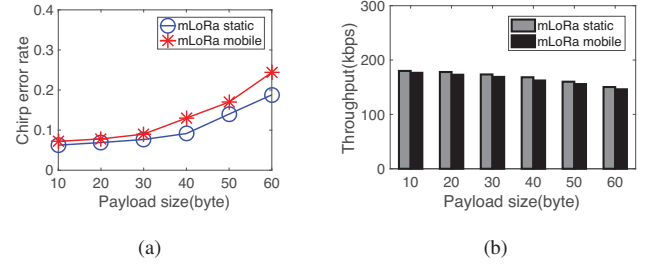 0.4
0.3
0.2
0.1
0
Chirp error rate
mLoRa static
mLoRa mobile
10 20 30 40 50 60
Payload size(byte)
(a)
300
150
0
Throughput(kbps)
mLoRa static
mLoRa mobile
10 20 30 40 50 60
Payload size(byte)
(b)